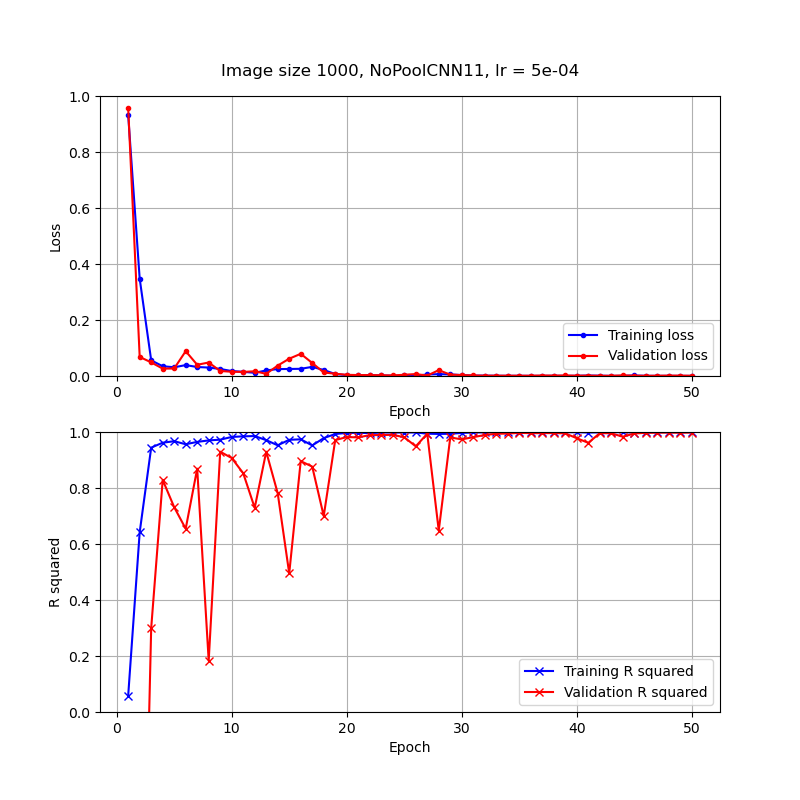 Image size 1000, NoPoolCNN11, lr = 5e-04
1.0
0.8
0.6
0.4
0.2
0.0
Loss
Training loss
Validation loss
0 10 20 30 40 50
Epoch
1.0
0.8
0.6
0.4
0.2
0.0
R squared
Training R squared
Validation R squared
0 10 20 30 40 50
Epoch